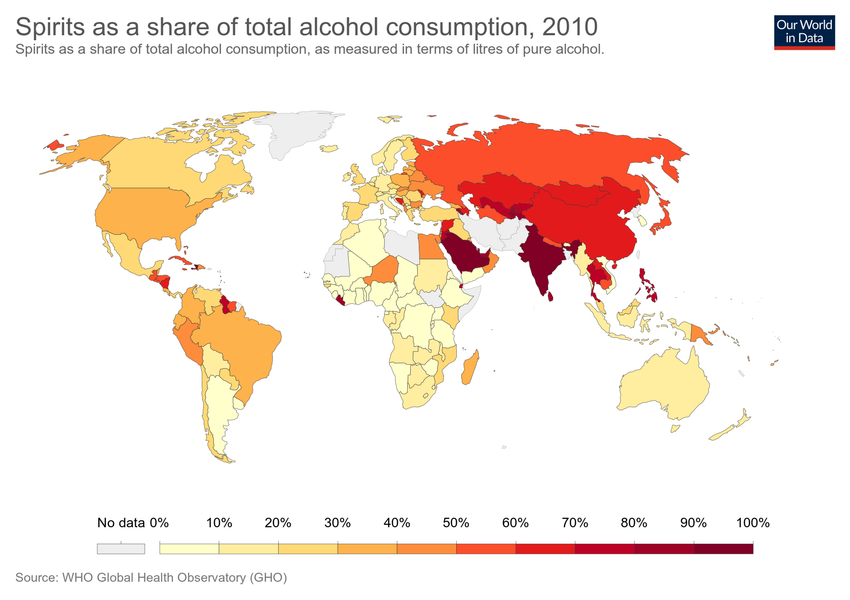 Spirits as a share of total alcohol consumption, 2010
Spirits as a share of total alcohol consumption, as measured in terms of litres of pure alcohol.
Our World
in Data
No data 0% 10% 20% 30% 40% 50% 60% 70% 80% 90% 100%
Source: WHO Global Health Observatory (GHO)